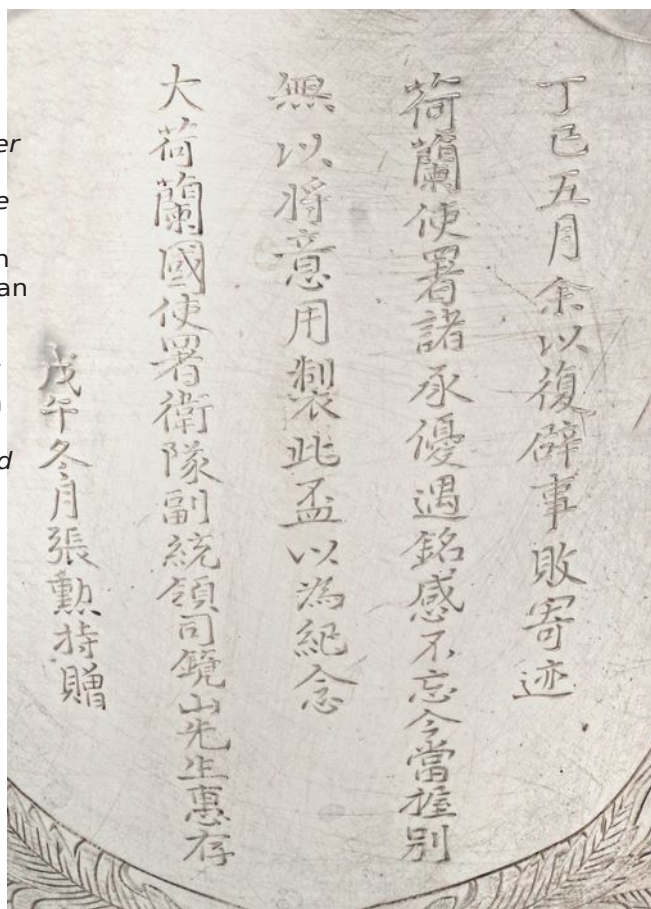 丁巳五月余以復辟事敗寄迹
荷蘭使署諸承優遇銘感不忘今當握別
無以將意用製此盃以為紀念
大荷蘭國使署衛隊副統領司鏡山先生惠存
戊午冬月張勳持贈
er
e
n
an
n
d